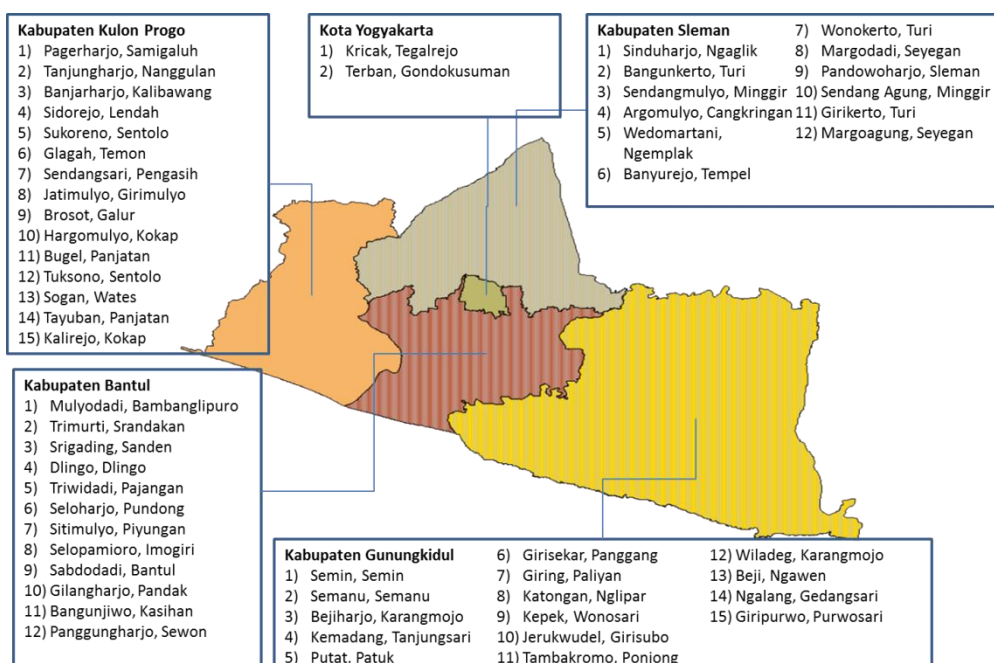 Kabupaten Kulon Progo
1) Pagerharjo, Samigaluh
2) Tanjungharjo, Nanggulan
3) Banjarharjo, Kalibawang
4) Sidorejo, Lendah
5) Sukoreno, Sentolo
6) Glagah, Temon
7) Sendangsari, Pengasih
8) Jatimulyo, Girimulyo
9) Brosot, Galur
10) Hargomulyo, Kokap
11) Bugel, Panjatan
12) Tuksono, Sentolo
13) Sogan, Wates
14) Tayuban, Panjatan
15) Kalirejo, Kokap
Kota Yogyakarta
1) Kricak, Tegalrejo
2) Terban, Gondokusuman
Kabupaten Sleman
1) Sinduharjo, Ngaglik
2) Bangunkerto, Turi
3) Sendangmulyo, Minggir
4) Argomulyo, Cangkringan
5) Wedomartani,
Ngemplak
6) Banyurejo, Tempel
7) Wonokerto, Turi
8) Margodadi, Seyegan
9) Pandowoharjo, Sleman
10) Sendang Agung, Minggir
11) Girikerto, Turi
12) Margoagung, Seyegan
Kabupaten Bantul
1) Mulyodadi, Bambanglipuro
2) Trimurti, Srandakan
3) Srigading, Sanden
4) Dlingo, Dlingo
5) Triwidadi, Pajangan
6) Seloharjo, Pundong
7) Sitimulyo, Piyungan
8) Selopamioro, Imogiri
9) Sabdodadi, Bantul
10) Gilangharjo, Pandak
11) Bangunjiwo, Kasihan
12) Panggungharjo, Sewon
Kabupaten Gunungkidul
1) Semin, Semin
2) Semanu, Semanu
3) Bejiharjo, Karangmojo
4) Kemadang, Tanjungsari
5) Putat, Patuk
6) Girisekar, Panggang
7) Giring, Paliyan
8) Katongan, Nglipar
9) Kepek, Wonosari
10) Jerukwudel, Girisubo
11) Tambakromo, Ponjong
12) Wiladeg, Karangmojo
13) Beji, Ngawen
14) Ngalang, Gedangsari
15) Giripurwo, Purwosari